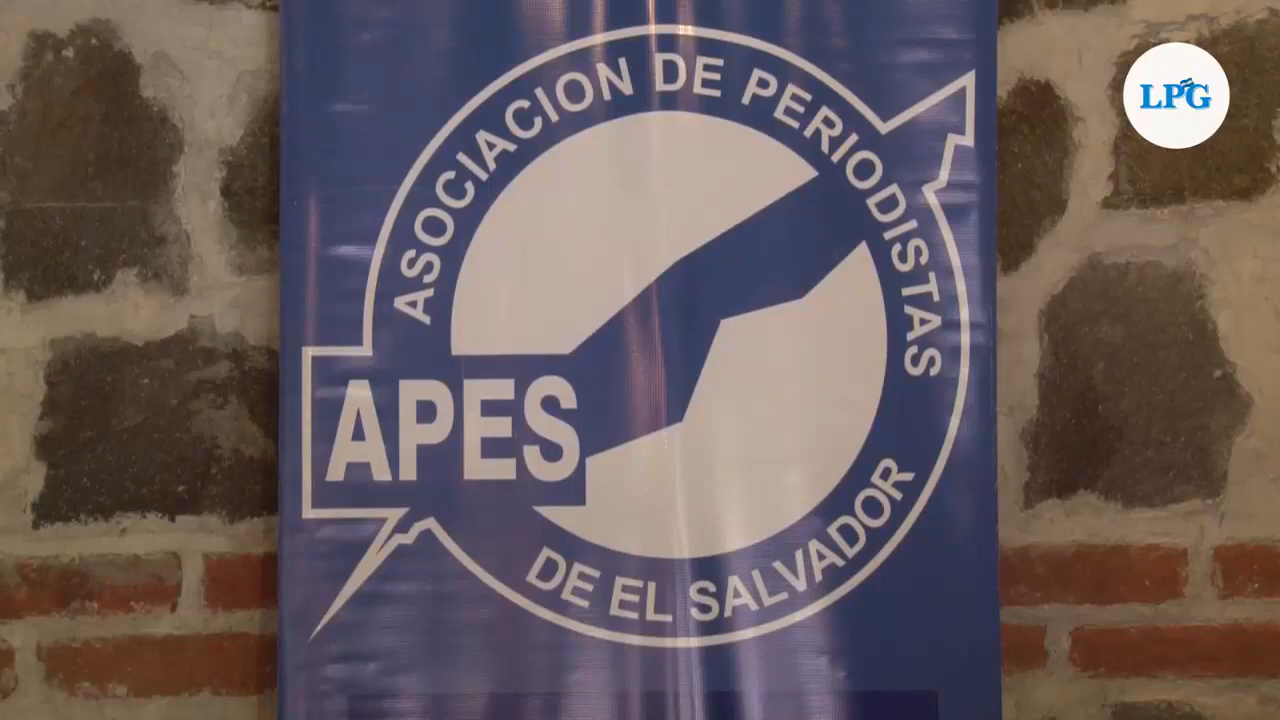 LPG
ASOCIACION DE PERIODISTAS
APES
DE EL SALVADOR